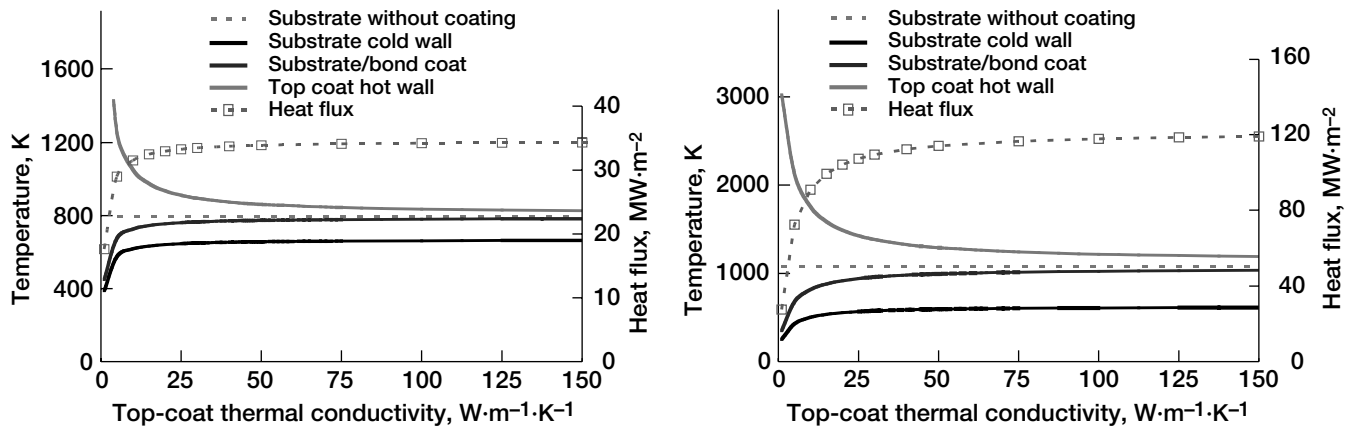 Substrate without coating
Substrate cold wall
Substrate/bond coat
Top coat hot wall
Heat flux
Temperature, K
1600
1200
800
400
0
Heat flux, MW·m–2
40
30
20
10
0
0 25 50 75 100 125 150
Top-coat thermal conductivity, W·m–1·K–1
Substrate without coating
Substrate cold wall
Substrate/bond coat
Top coat hot wall
Heat flux
Temperature, K
3000
2000
1000
0
Heat flux, MW·m–2
160
120
80
40
0
0 25 50 75 100 125 150
Top-coat thermal conductivity, W·m–1·K–1